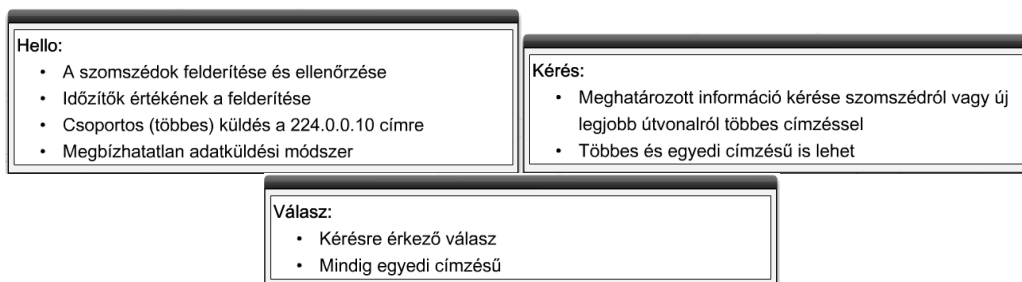 Hello:
• A szomszédok felderítése és ellenőrzése
• Időzítők értékének a felderítése
• Csoportos (többes) küldés a 224.0.0.10 címre
• Megbízhatatlan adatküldési módszer
Kérés:
• Meghatározott információ kérése szomszédról vagy új
legjobb útvonalról többes címzéssel
• Többes és egyedi címzésű is lehet
Válasz:
• Kérésre érkező válasz
• Mindig egyedi címzésű